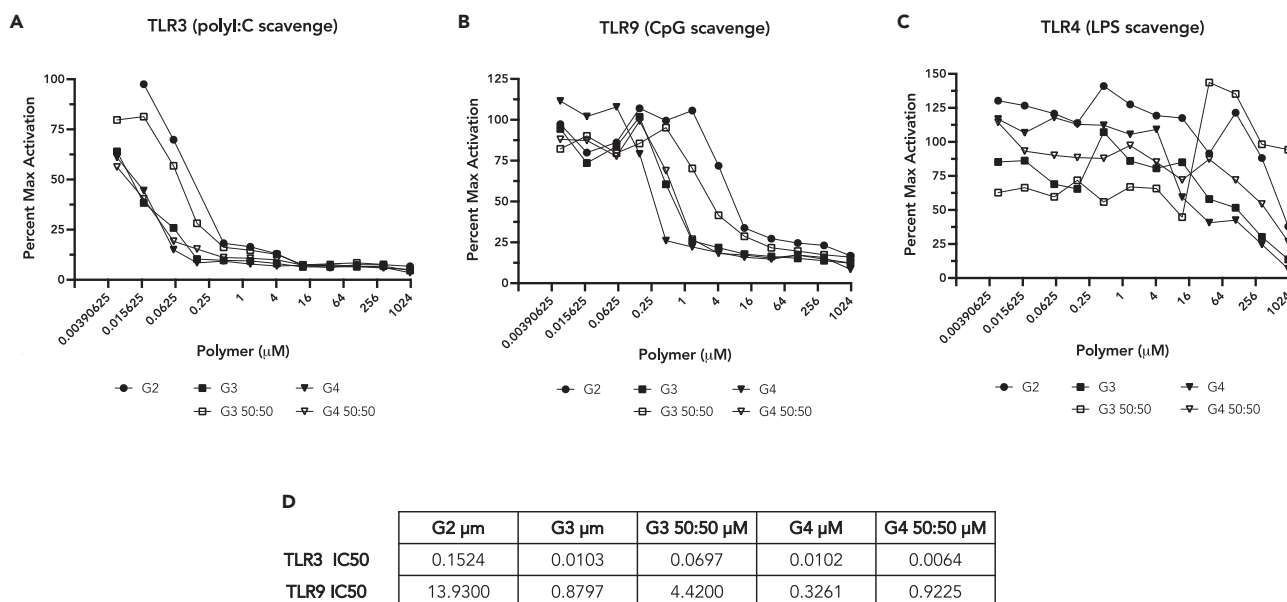 A
TLR3 (polyI:C scavenge)
Percent Max Activation
100
75
50
25
0
0.00390625
0.015625
0.0625
0.25
1
4
16
64
256
1024
Polymer (μM)
G2
G3
G4
G3 50:50
G4 50:50
B
TLR9 (CpG scavenge)
Percent Max Activation
125
100
75
50
25
0
0.00390625
0.015625
0.0625
0.25
1
4
16
64
256
1024
Polymer (μM)
G2
G3
G4
G3 50:50
G4 50:50
C
TLR4 (LPS scavenge)
Percent Max Activation
150
125
100
75
50
25
0
0.00390625
0.015625
0.0625
0.25
1
4
16
64
256
1024
Polymer (μM)
G2
G3
G4
G3 50:50
G4 50:50
D
G2 μm G3 μm G3 50:50 μM G4 μM G4 50:50 μM
TLR3 IC50 0.1524 0.0103 0.0697 0.0102 0.0064
TLR9 IC50 13.9300 0.8797 4.4200 0.3261 0.9225